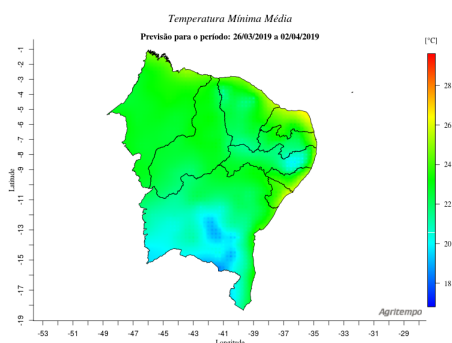 Temperatura Mínima Média
Previsão para o período: 26/03/2019 a 02/04/2019
[°C]
-1
-2
-3
-4
-5
-6
-7
-8
-9
-11
-13
-15
-17
-19
Latitude
28
26
24
22
20
18
Agritempo
-53 -51 -49 -47 -45 -43 -41 -39 -37 -35 -33 -31 -29
Longitude